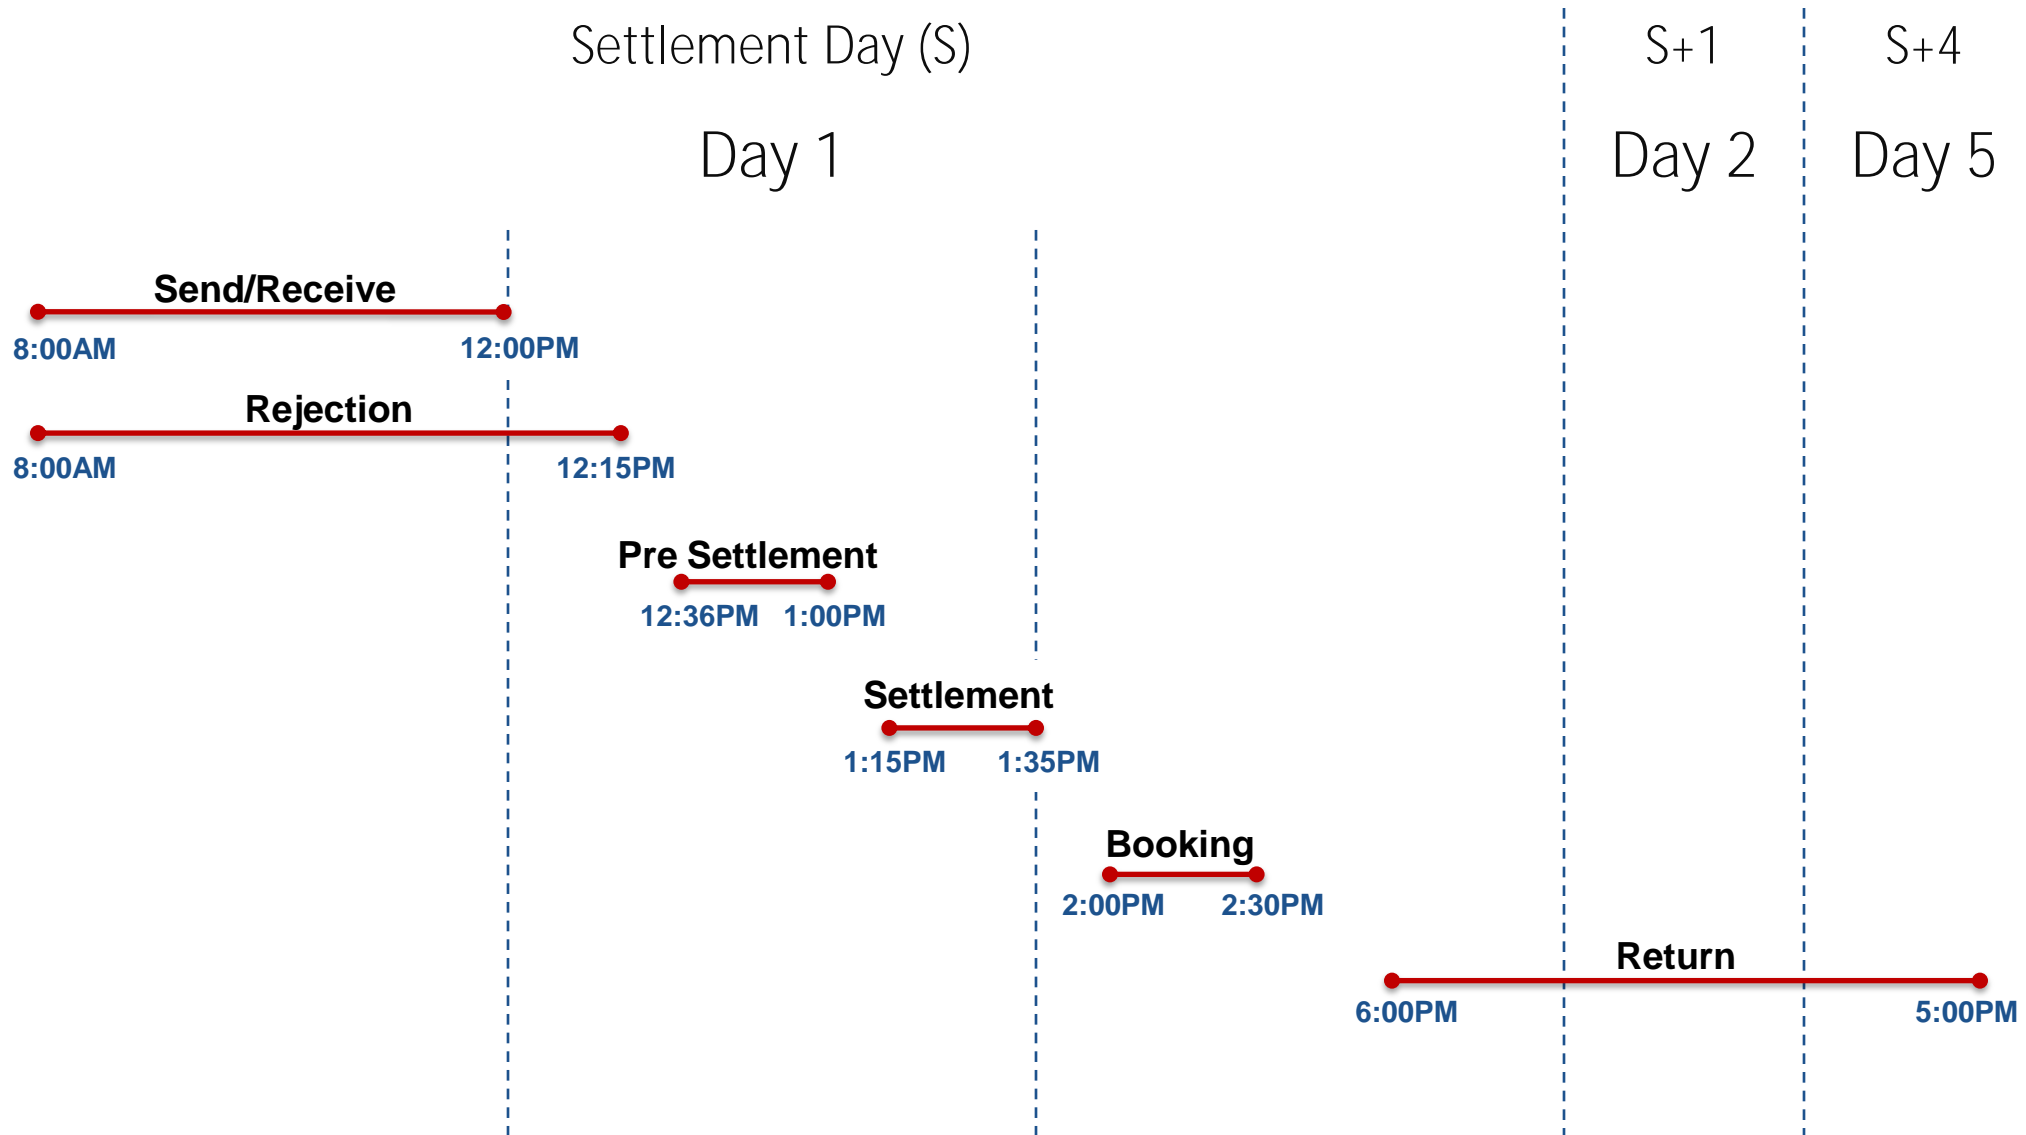 Settlement Day (S)
S+1
S+4
Day 1
Day 2
Day 5
Send/Receive
8:00AM
12:00PM
Rejection
8:00AM
12:15PM
Pre Settlement
12:36PM
1:00PM
Settlement
1:15PM
1:35PM
Booking
2:00PM
2:30PM
Return
6:00PM
5:00PM